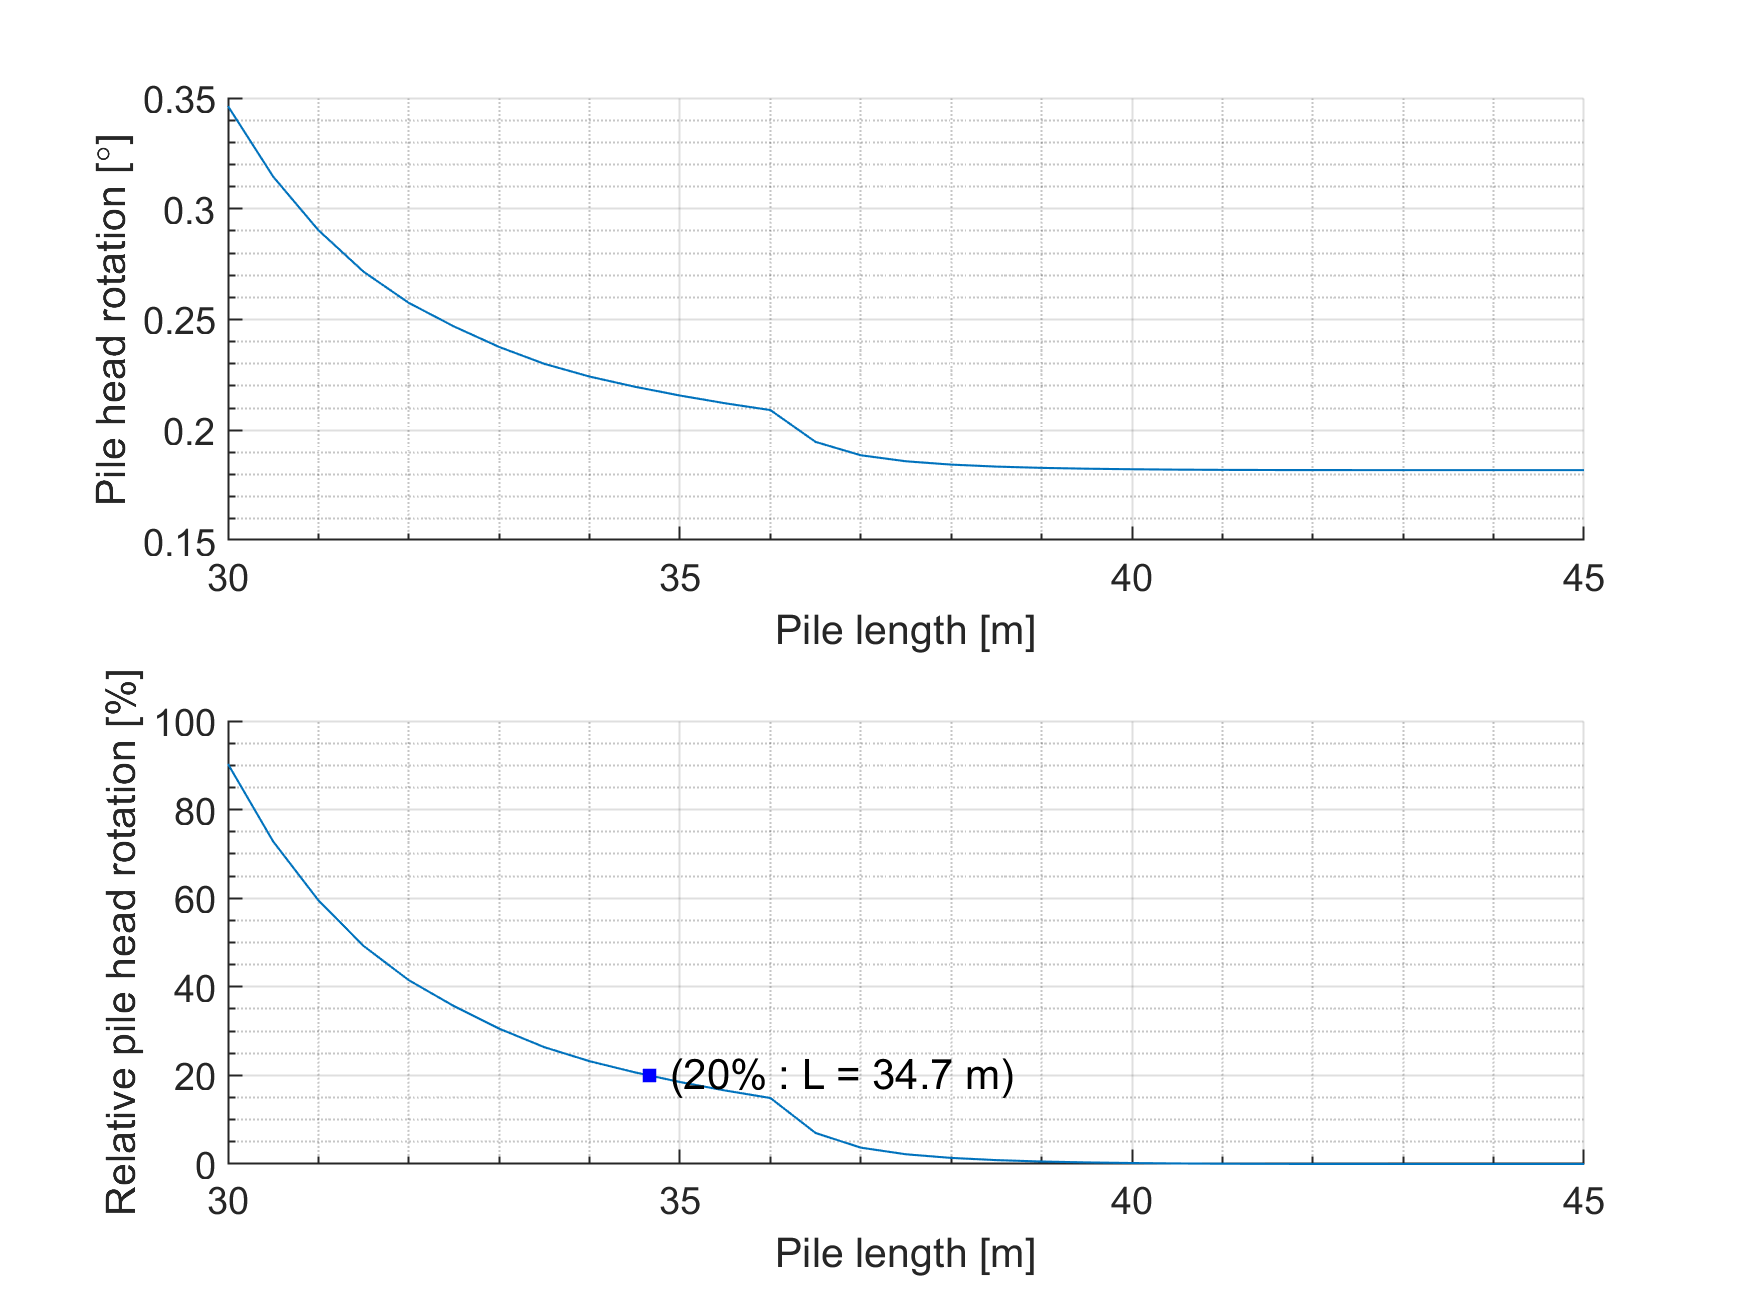 Pile head rotation [°]
0.35
0.3
0.25
0.2
0.15
30 35 40 45
Pile length [m]
Relative pile head rotation [%]
100
80
60
40
20
0
(20% : L = 34.7 m)
30 35 40 45
Pile length [m]